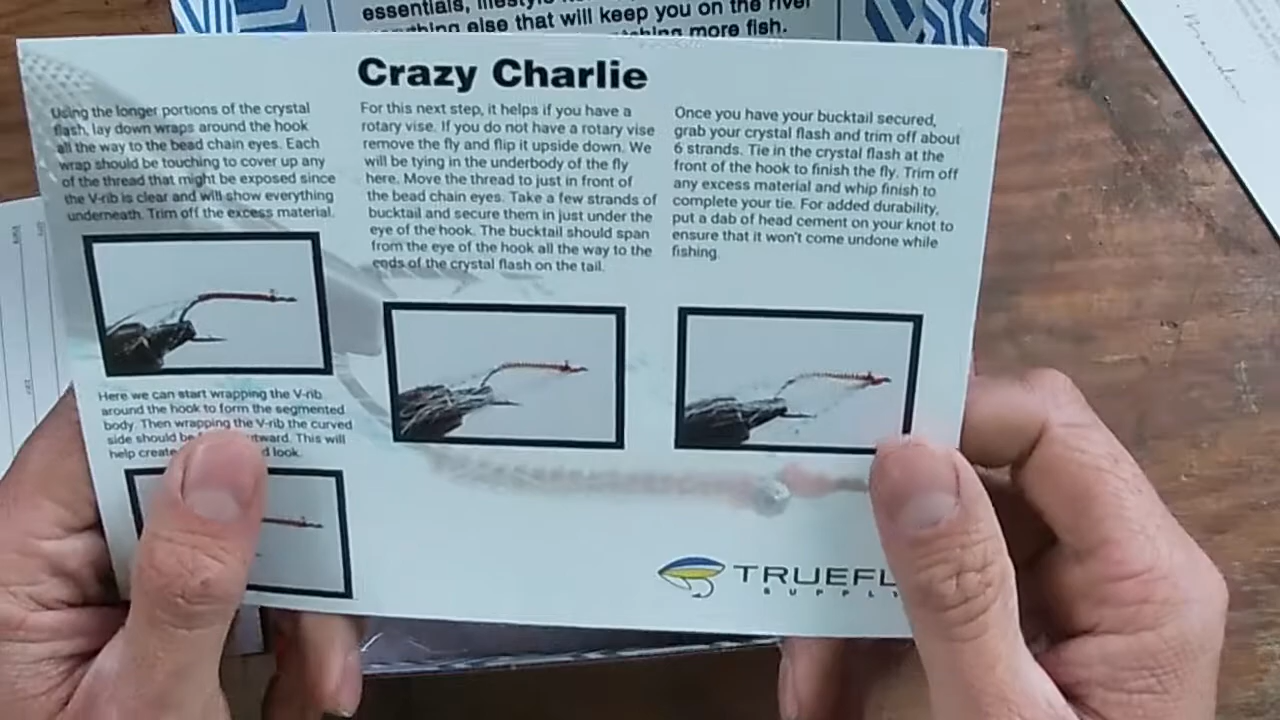 essentials,
thing else that will keep you on the river
more fish.
Crazy Charlie
Using the longer portions of the crystal
flash, lay down wraps around the hook
all the way to the bead chain eyes. Each
wrap should be touching to cover up any
of the thread that might be exposed since
the V-rib is clear and will show everything
underneath. Trim off the excess material.
Here we can start wrapping the V-rib
around the hook to form the segmented
body. Then wrapping the V-rib the curved
side should be This will
help create look.
For this next step, it helps if you have a
rotary vise. If you do not have a rotary vise
remove the fly and flip it upside down. We
will be tying in the underbody of the fly
here. Move the thread to just in front of
the bead chain eyes. Take a few strands of
bucktail and secure them in just under the
eye of the hook. The bucktail should span
from the eye of the hook all the way to the
ends of the crystal flash on the tail.
Once you have your bucktail secured,
grab your crystal flash and trim off about
6 strands. Tie in the crystal flash at the
front of the hook to finish the fly. Trim off
any excess material and whip finish to
complete your tie. For added durability,
put a dab of head cement on your knot to
ensure that it won't come undone while
fishing.
TRUEFL
SUPPLY